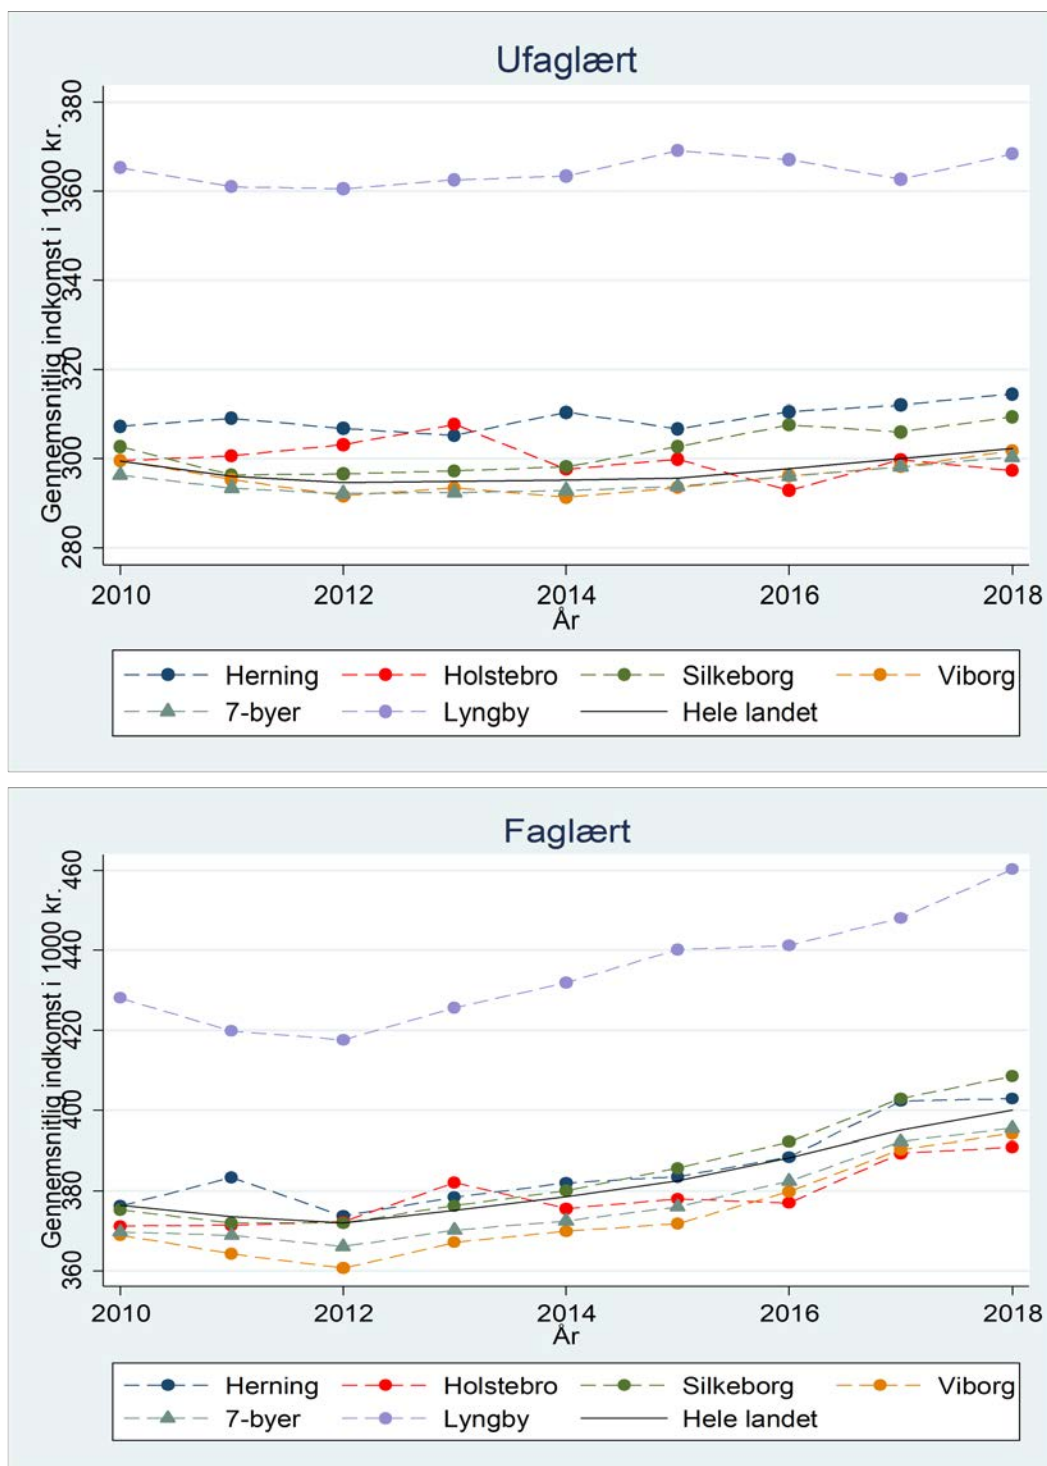 Ufaglært
Gennemsnitlig indkomst i 1000 kr.
380
360
340
320
300
280
2010 2012 2014 2016 2018
År
Herning Holstebro Silkeborg Viborg
7-byer Lyngby Hele landet
Faglært
Gennemsnitlig indkomst i 1000 kr.
460
440
420
400
380
360
2010 2012 2014 2016 2018
År
Herning Holstebro Silkeborg Viborg
7-byer Lyngby Hele landet